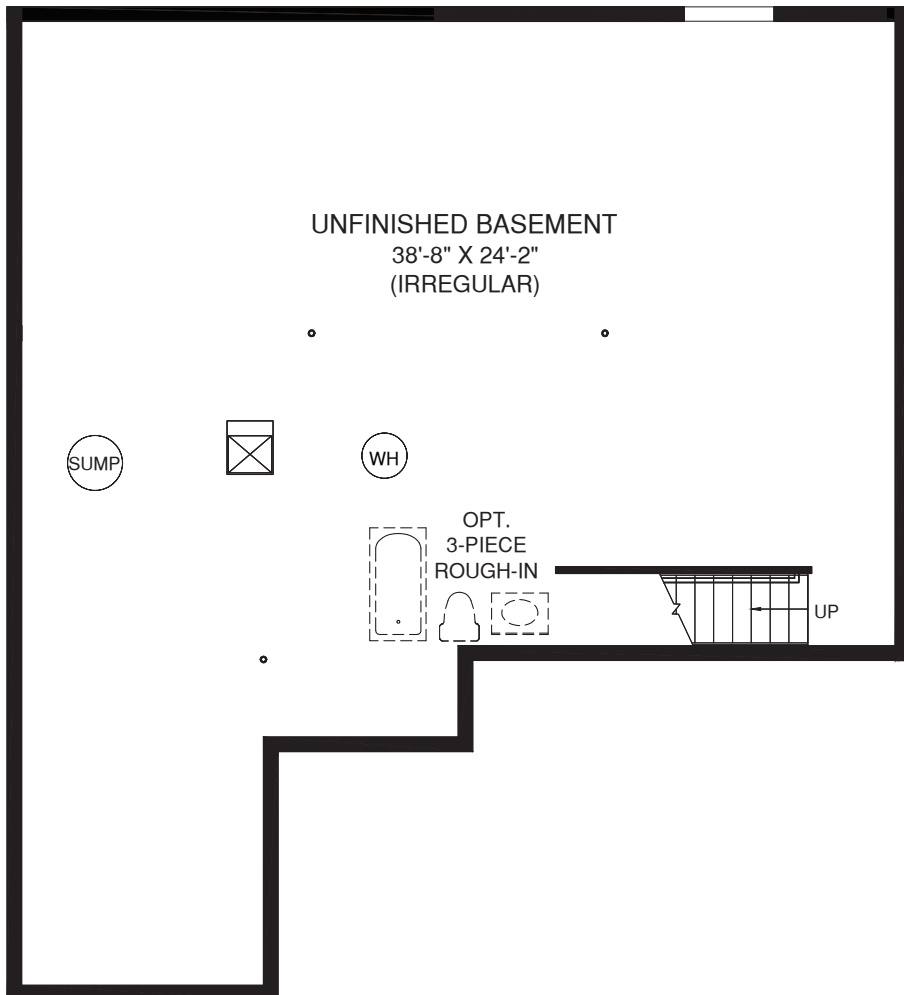 UNFINISHED BASEMENT
38'-8" X 24'-2"
(IRREGULAR)
SUMP
WH
OPT.
3-PIECE
ROUGH-IN
UP